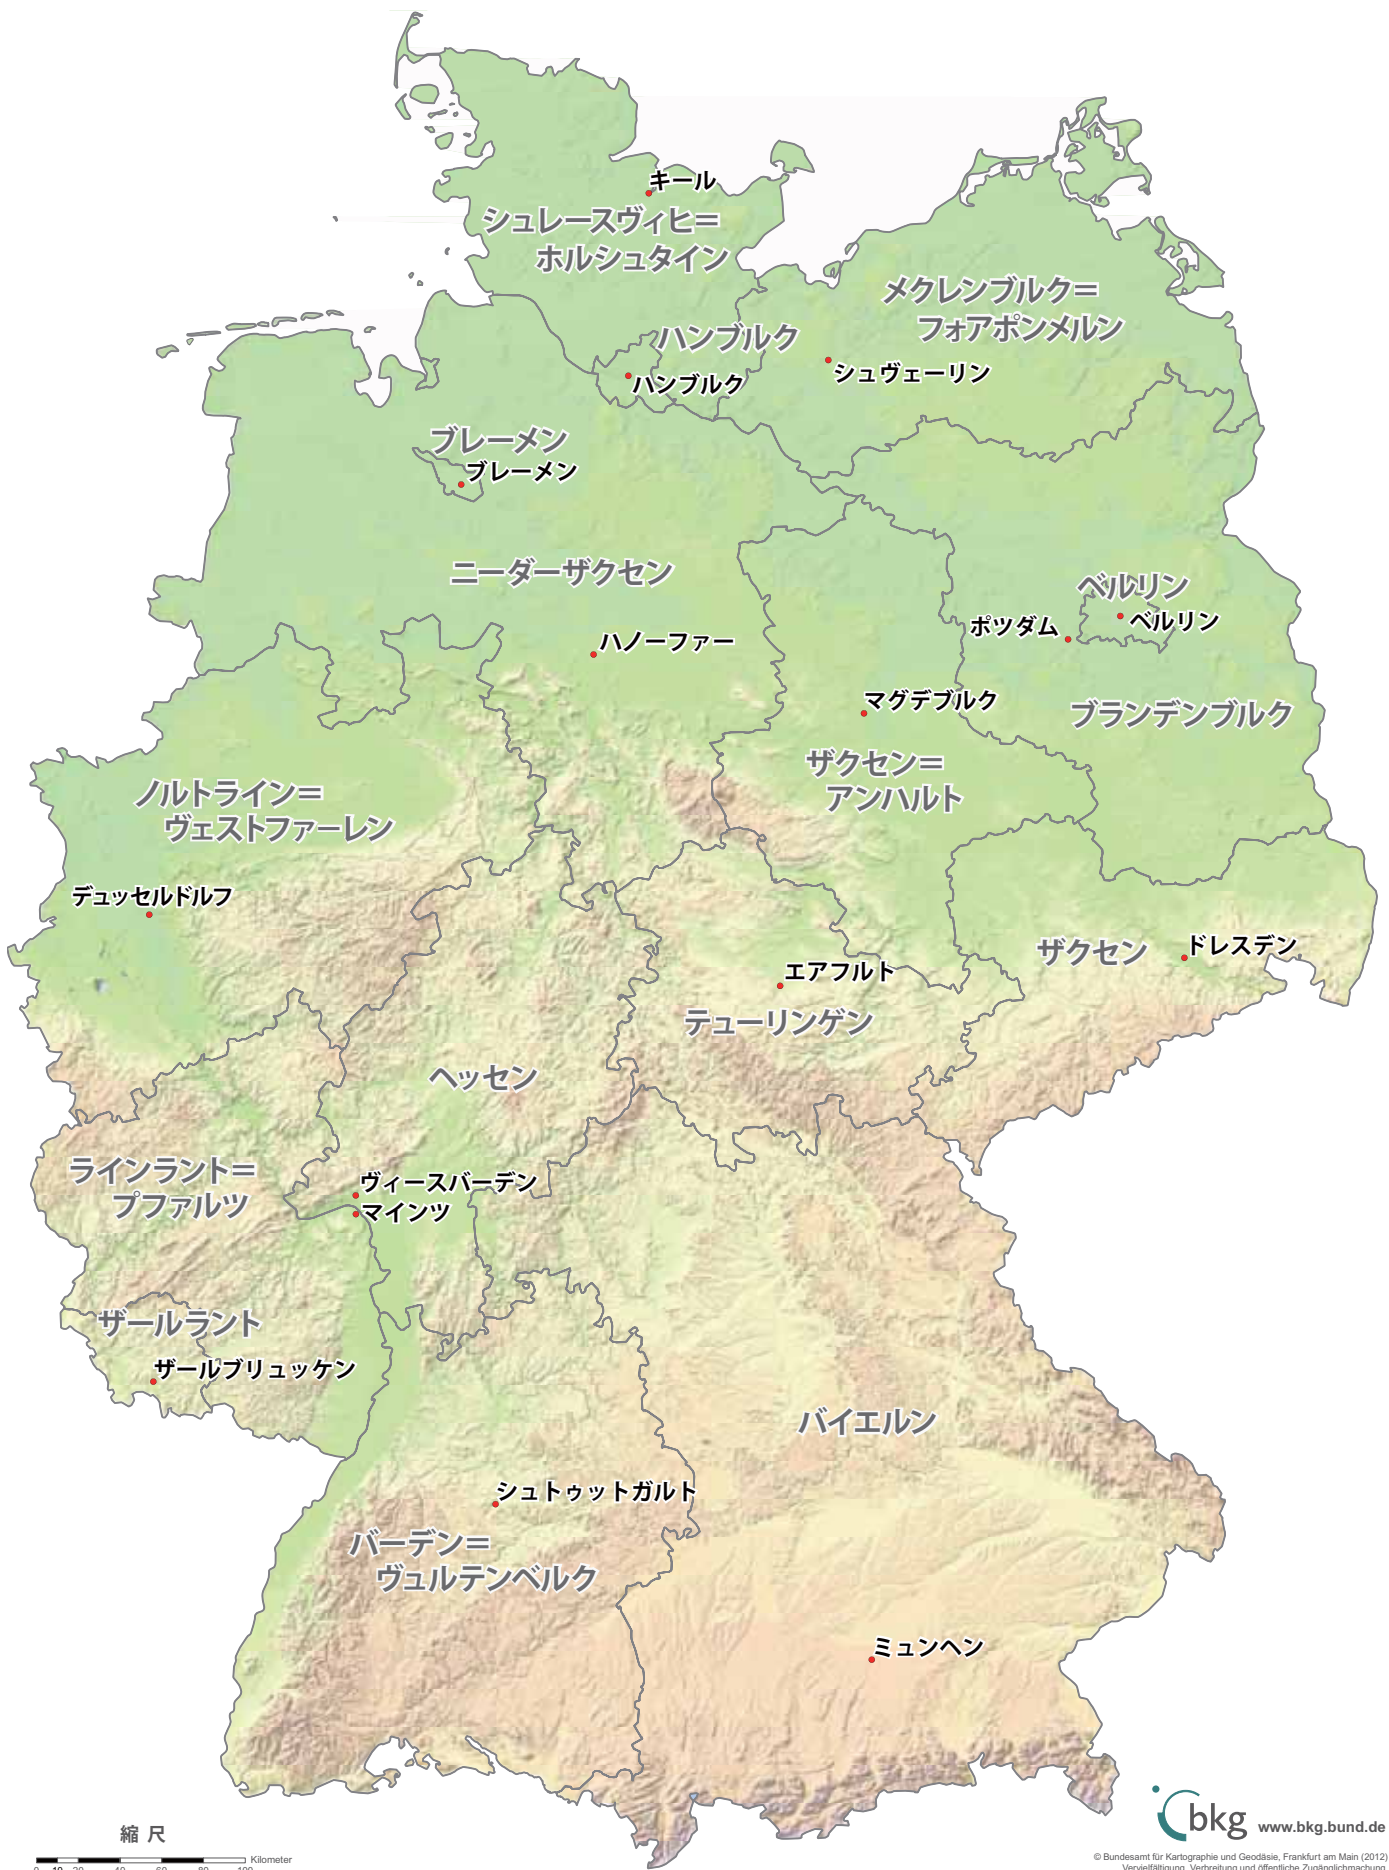 キール
シュレースヴィヒ＝
ホルシュタイン
メクレンブルク＝
フォアポンメルン
ハンブルク
シュヴェーリン
ハンブルク
ブレーメン
ブレーメン
ニーダーザクセン
ベルリン
ベルリン
ポツダム
ハノーファー
マグデブルク
ブランデンブルク
ザクセン＝
アンハルト
ノルトライン＝
ヴェストファーレン
デュッセルドルフ
ザクセン
ドレスデン
エアフルト
テューリンゲン
ヘッセン
ラインラント＝
プファルツ
ヴィースバーデン
マインツ
ザールラント
ザールブリュッケン
バイエルン
シュトゥットガルト
バーデン＝
ヴュルテンベルク
ミュンヘン
bkg www.bkg.bund.de
縮 尺
Kilometer
0 10 20 40 60 80 100
© Bundesamt für Kartographie und Geodäsie, Frankfurt am Main (2012)
Vervielfältigung, Verbreitung und öffentliche Zugänglichmachung